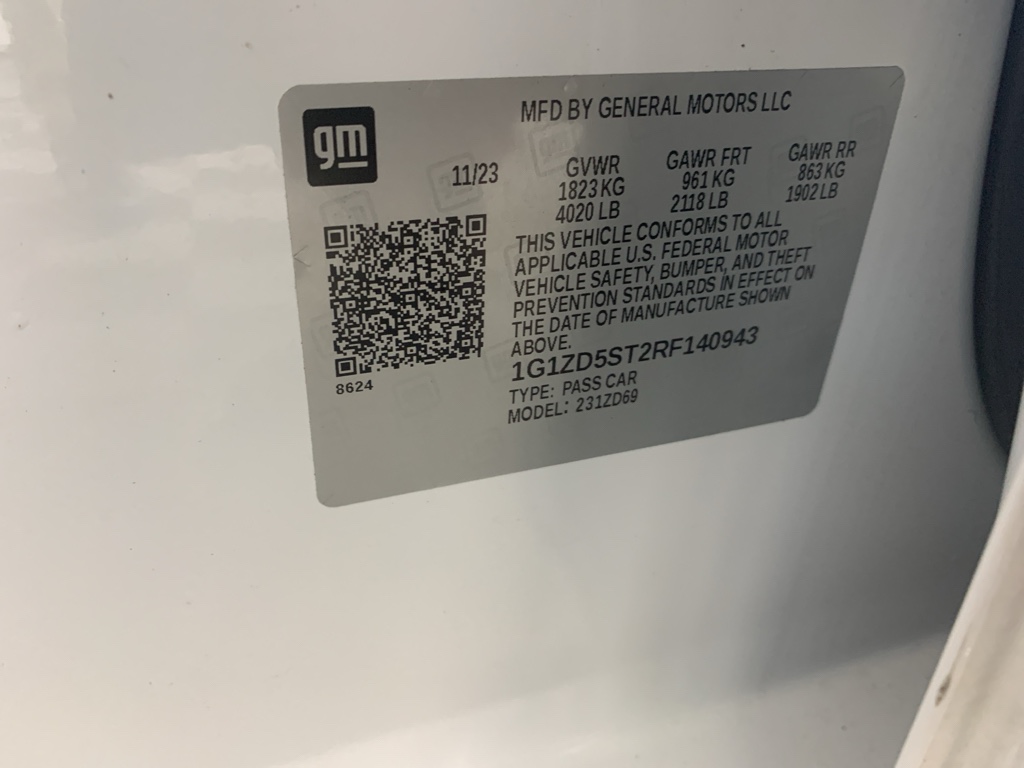 gm
MFD BY GENERAL MOTORS LLC
11/23
GVWR
1823 KG
4020 LB
GAWR FRT
961 KG
2118 LB
GAWR RR
863 KG
1902 LB
THIS VEHICLE CONFORMS TO ALL
APPLICABLE U.S. FEDERAL MOTOR
VEHICLE SAFETY, BUMPER, AND THEFT
PREVENTION STANDARDS IN EFFECT ON
THE DATE OF MANUFACTURE SHOWN
ABOVE.
1G1ZD5ST2RF140943
TYPE: PASS CAR
MODEL: 231ZD69
8624